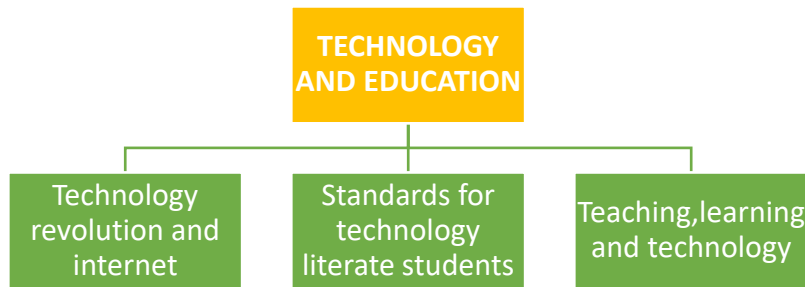 TECHNOLOGY
AND EDUCATION
Technology
revolution and
internet
Standards for
technology
literate students
Teaching,learning
and technology